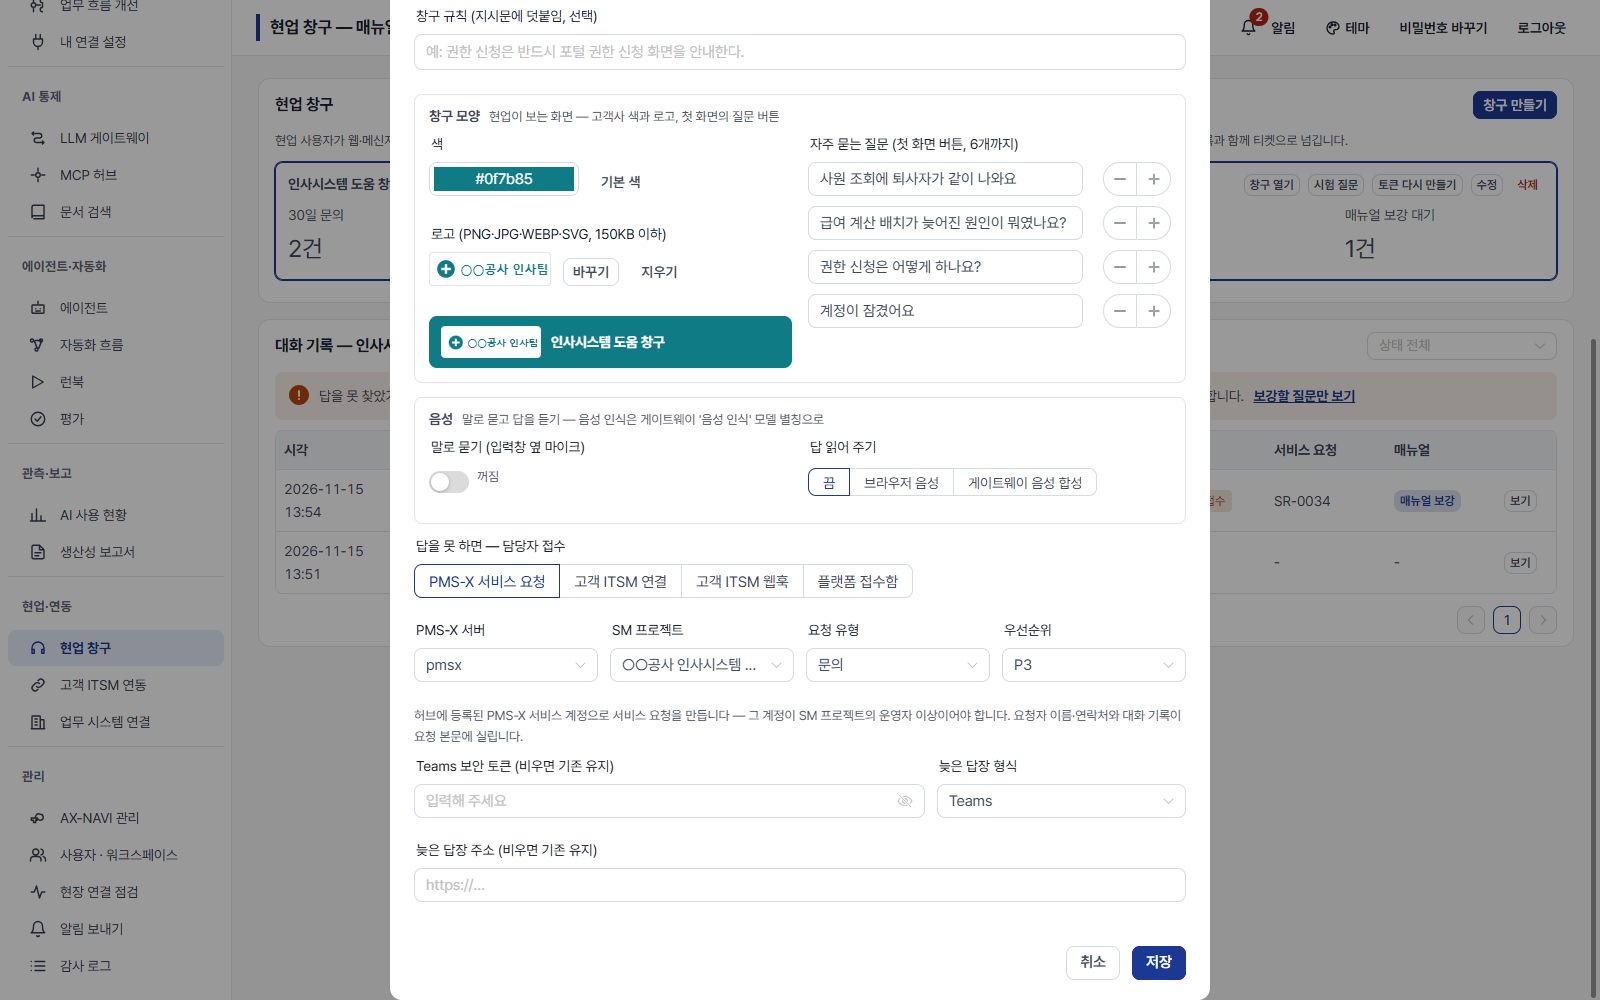 업무 흐름 개선
내 연결 설정
AI 통제
LLM 게이트웨이
MCP 허브
문서 검색
에이전트·자동화
에이전트
자동화 흐름
런북
평가
관측·보고
AI 사용 현황
생산성 보고서
현업·연동
현업 창구
고객 ITSM 연동
업무 시스템 연결
관리
AX-NAVI 관리
사용자 · 워크스페이스
현장 연결 점검
알림 보내기
감사 로그
현업 창구 — 매뉴얼
2
알림
테마
비밀번호 바꾸기
로그아웃
현업 창구
창구 만들기
현업 사용자가 웹·메신저
함께 티켓으로 넘깁니다.
인사시스템 도움 창
창구 열기
시험 질문
토큰 다시 만들기
수정
삭제
30일 문의
2건
매뉴얼 보강 대기
1건
대화 기록 — 인사시
상태 전체
답을 못 찾았
합니다.
보강할 질문만 보기
시각
서비스 요청
매뉴얼
2026-11-15
13:54
접수
SR-0034
매뉴얼 보강
보기
2026-11-15
13:51
-
-
보기
1
창구 규칙 (지시문에 덧붙임, 선택)
예: 권한 신청은 반드시 포털 권한 신청 화면을 안내한다.
창구 모양 현업이 보는 화면 — 고객사 색과 로고, 첫 화면의 질문 버튼
색
#0f7b85
기본 색
로고 (PNG·JPG·WEBP·SVG, 150KB 이하)
○○공사 인사팀
바꾸기
지우기
○○공사 인사팀
인사시스템 도움 창구
자주 묻는 질문 (첫 화면 버튼, 6개까지)
사원 조회에 퇴사자가 같이 나와요
급여 계산 배치가 늦어진 원인이 뭐였나요?
권한 신청은 어떻게 하나요?
계정이 잠겼어요
음성 말로 묻고 답을 듣기 — 음성 인식은 게이트웨이 '음성 인식' 모델 별칭으로
말로 묻기 (입력창 옆 마이크)
꺼짐
답 읽어 주기
끔
브라우저 음성
게이트웨이 음성 합성
답을 못 하면 — 담당자 접수
PMS-X 서비스 요청
고객 ITSM 연결
고객 ITSM 웹훅
플랫폼 접수함
PMS-X 서버
SM 프로젝트
요청 유형
우선순위
pmsx
○○공사 인사시스템 ...
문의
P3
허브에 등록된 PMS-X 서비스 계정으로 서비스 요청을 만듭니다 — 그 계정이 SM 프로젝트의 운영자 이상이어야 합니다. 요청자 이름·연락처와 대화 기록이
요청 본문에 실립니다.
Teams 보안 토큰 (비우면 기존 유지)
늦은 답장 형식
입력해 주세요
Teams
늦은 답장 주소 (비우면 기존 유지)
https://...
취소
저장